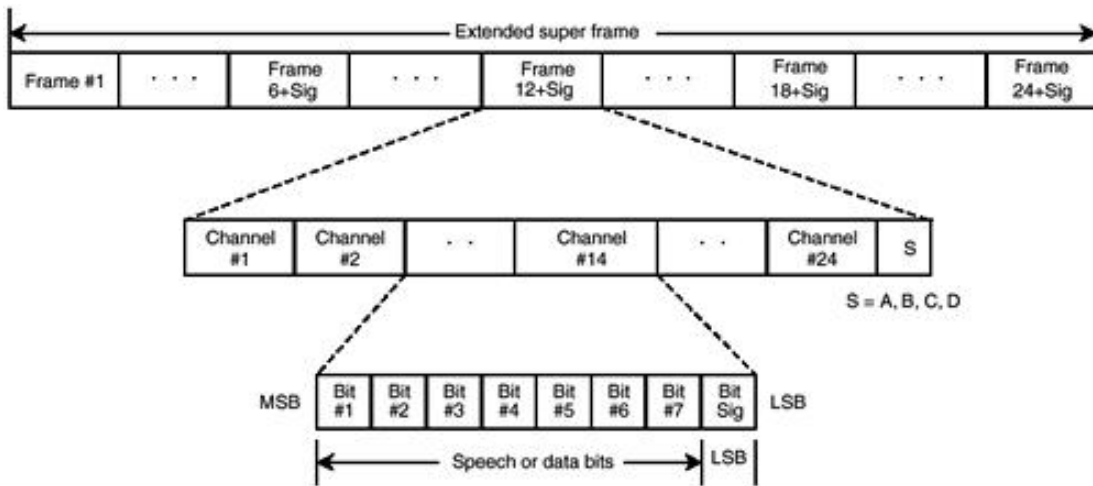 Extended super frame
Frame #1
. . .
Frame
6+Sig
. . .
Frame
12+Sig
. . .
Frame
18+Sig
. . .
Frame
24+Sig
Channel
#1
Channel
#2
. .
Channel
#14
. .
Channel
#24
S
S = A, B, C, D
MSB
Bit
#1
Bit
#2
Bit
#3
Bit
#4
Bit
#5
Bit
#6
Bit
#7
Bit
Sig
LSB
Speech or data bits
LSB